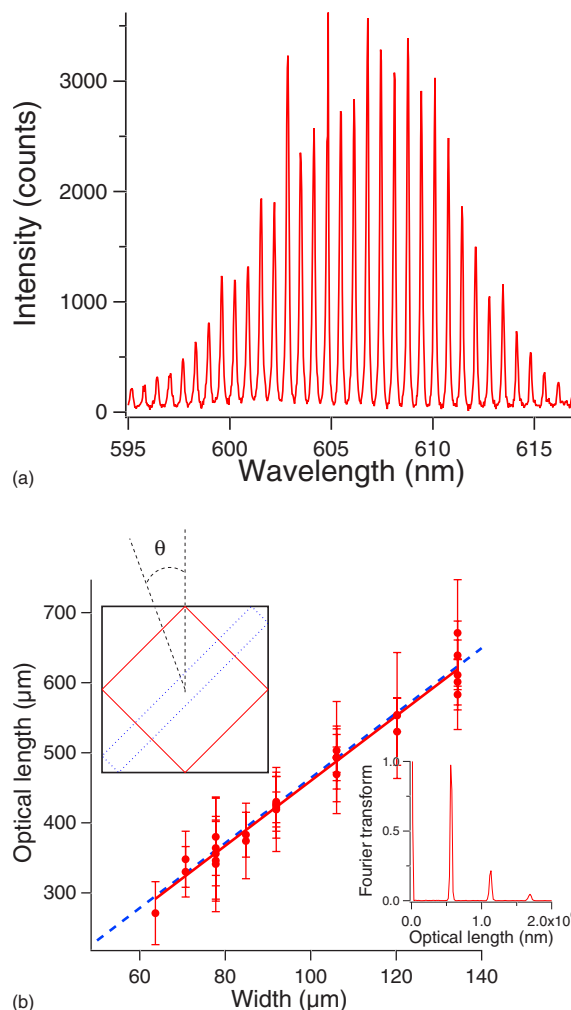 Intensity (counts)
3000
2000
1000
0
595
600
605
610
615
Wavelength (nm)
(a)
θ
Optical length (µm)
700
600
500
400
300
60
80
100
120
140
Width (µm)
Fourier transform
1.0
0.5
0.0
0.0
1.0
2.0x10
Optical length (nm)
(b)